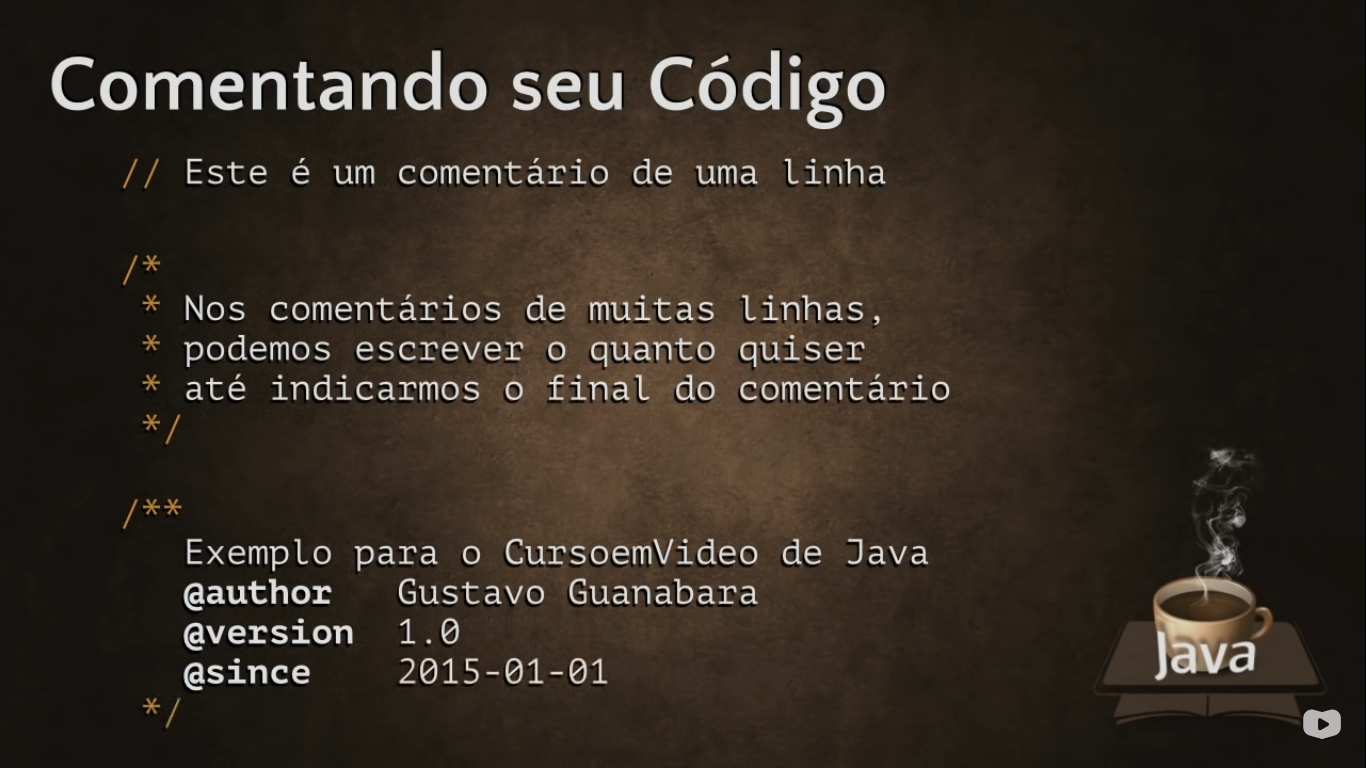 Comentando seu Código
// Este é um comentário de uma linha
/*
* Nos comentários de muitas linhas,
* podemos escrever o quanto quiser
* até indicarmos o final do comentário
*/
/**
Exemplo para o CursoemVideo de Java
@author Gustavo Guanabara
@version 1.0
@since 2015-01-01
*/
Java